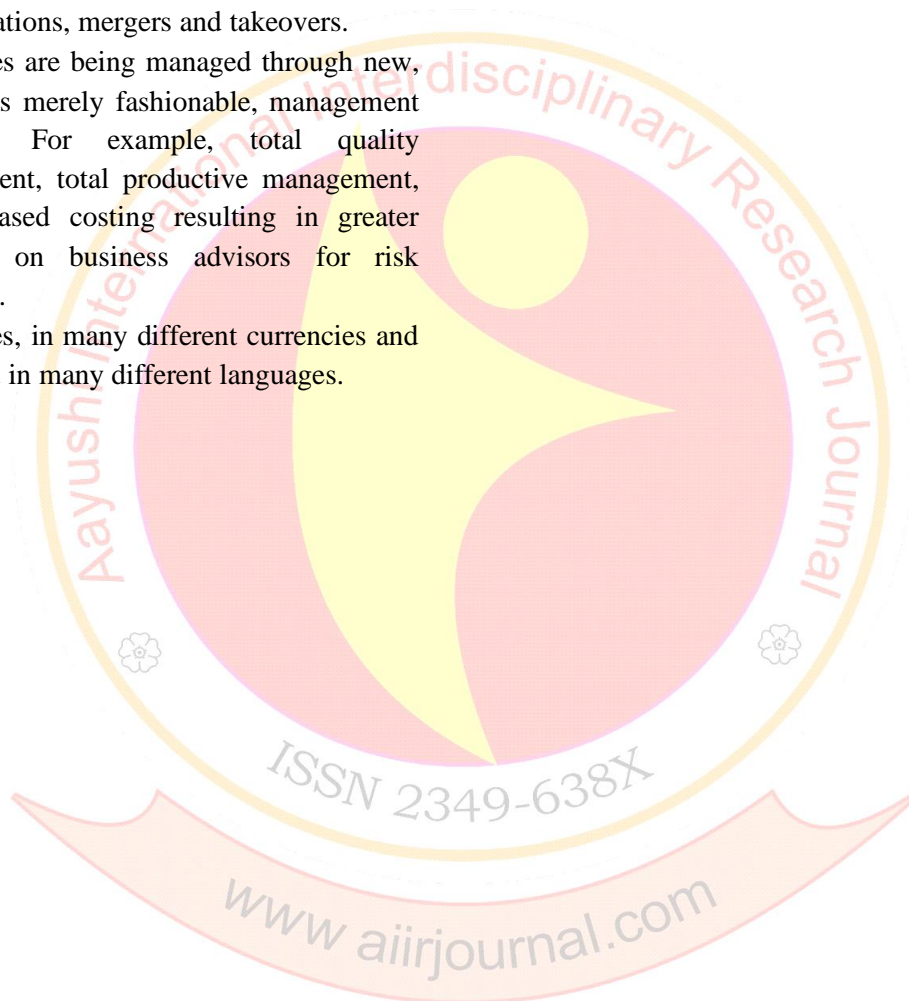 ations, mergers and takeovers.
es are being managed through new,
s merely fashionable, management
For example, total quality
ent, total productive management,
ased costing resulting in greater
on business advisors for risk
.
es, in many different currencies and
in many different languages.
Aayushi International Interdisciplinary Research Journal
ISSN 2349-638X
www aiirjournal.com